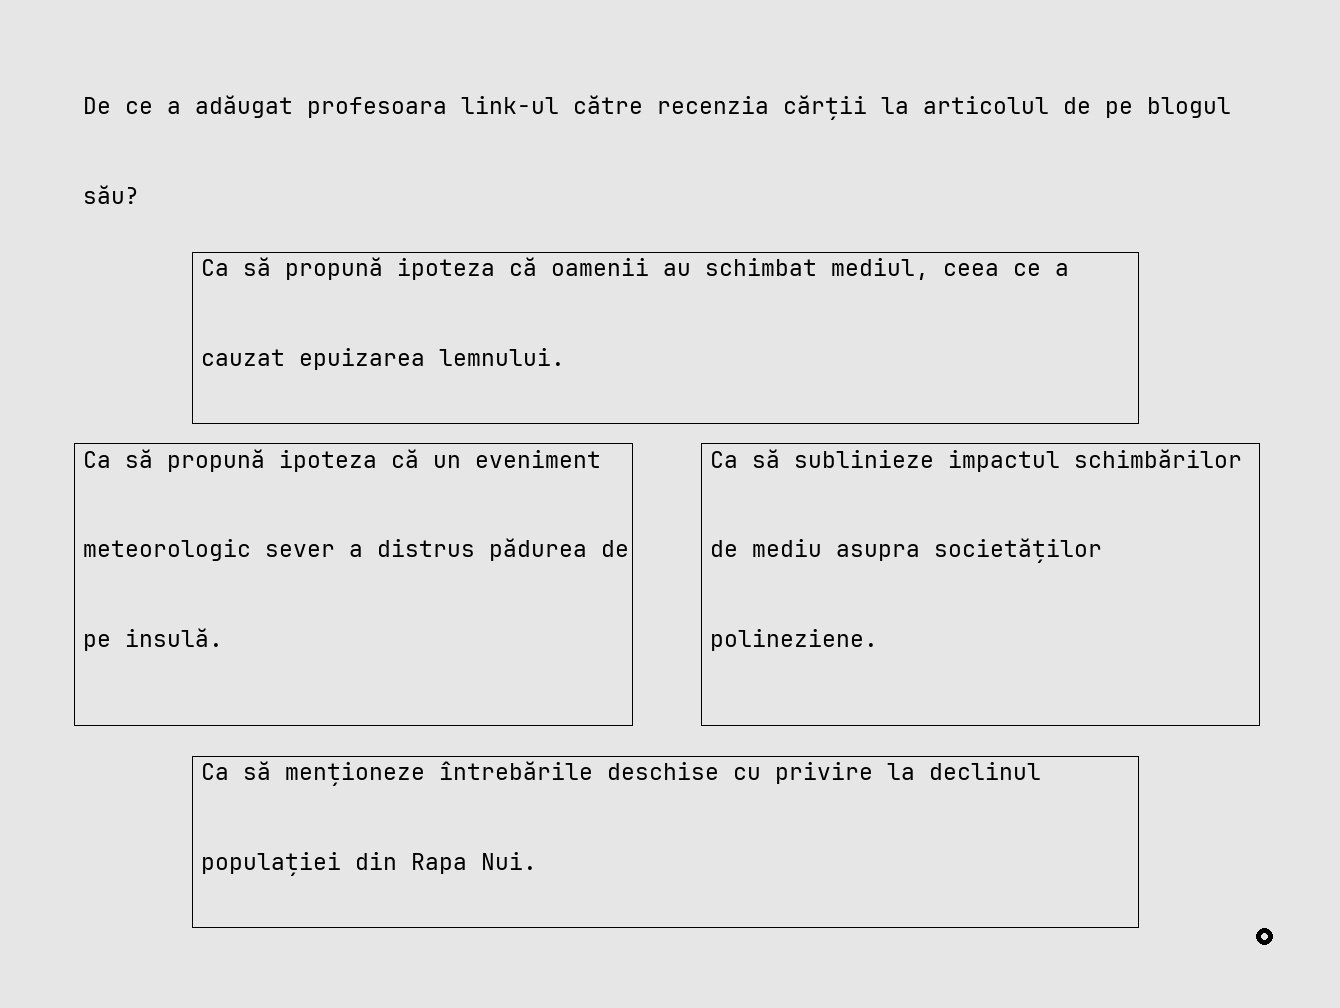 De ce a adăugat profesoara link-ul către recenzia cărții la articolul de pe blogul
său?
Ca să propună ipoteza că oamenii au schimbat mediul, ceea ce a
cauzat epuizarea lemnului.
Ca să propună ipoteza că un eveniment
meteorologic sever a distrus pădurea de
pe insulă.
Ca să sublinieze impactul schimbărilor
de mediu asupra societăților
polineziene.
Ca să menționeze întrebările deschise cu privire la declinul
populației din Rapa Nui.